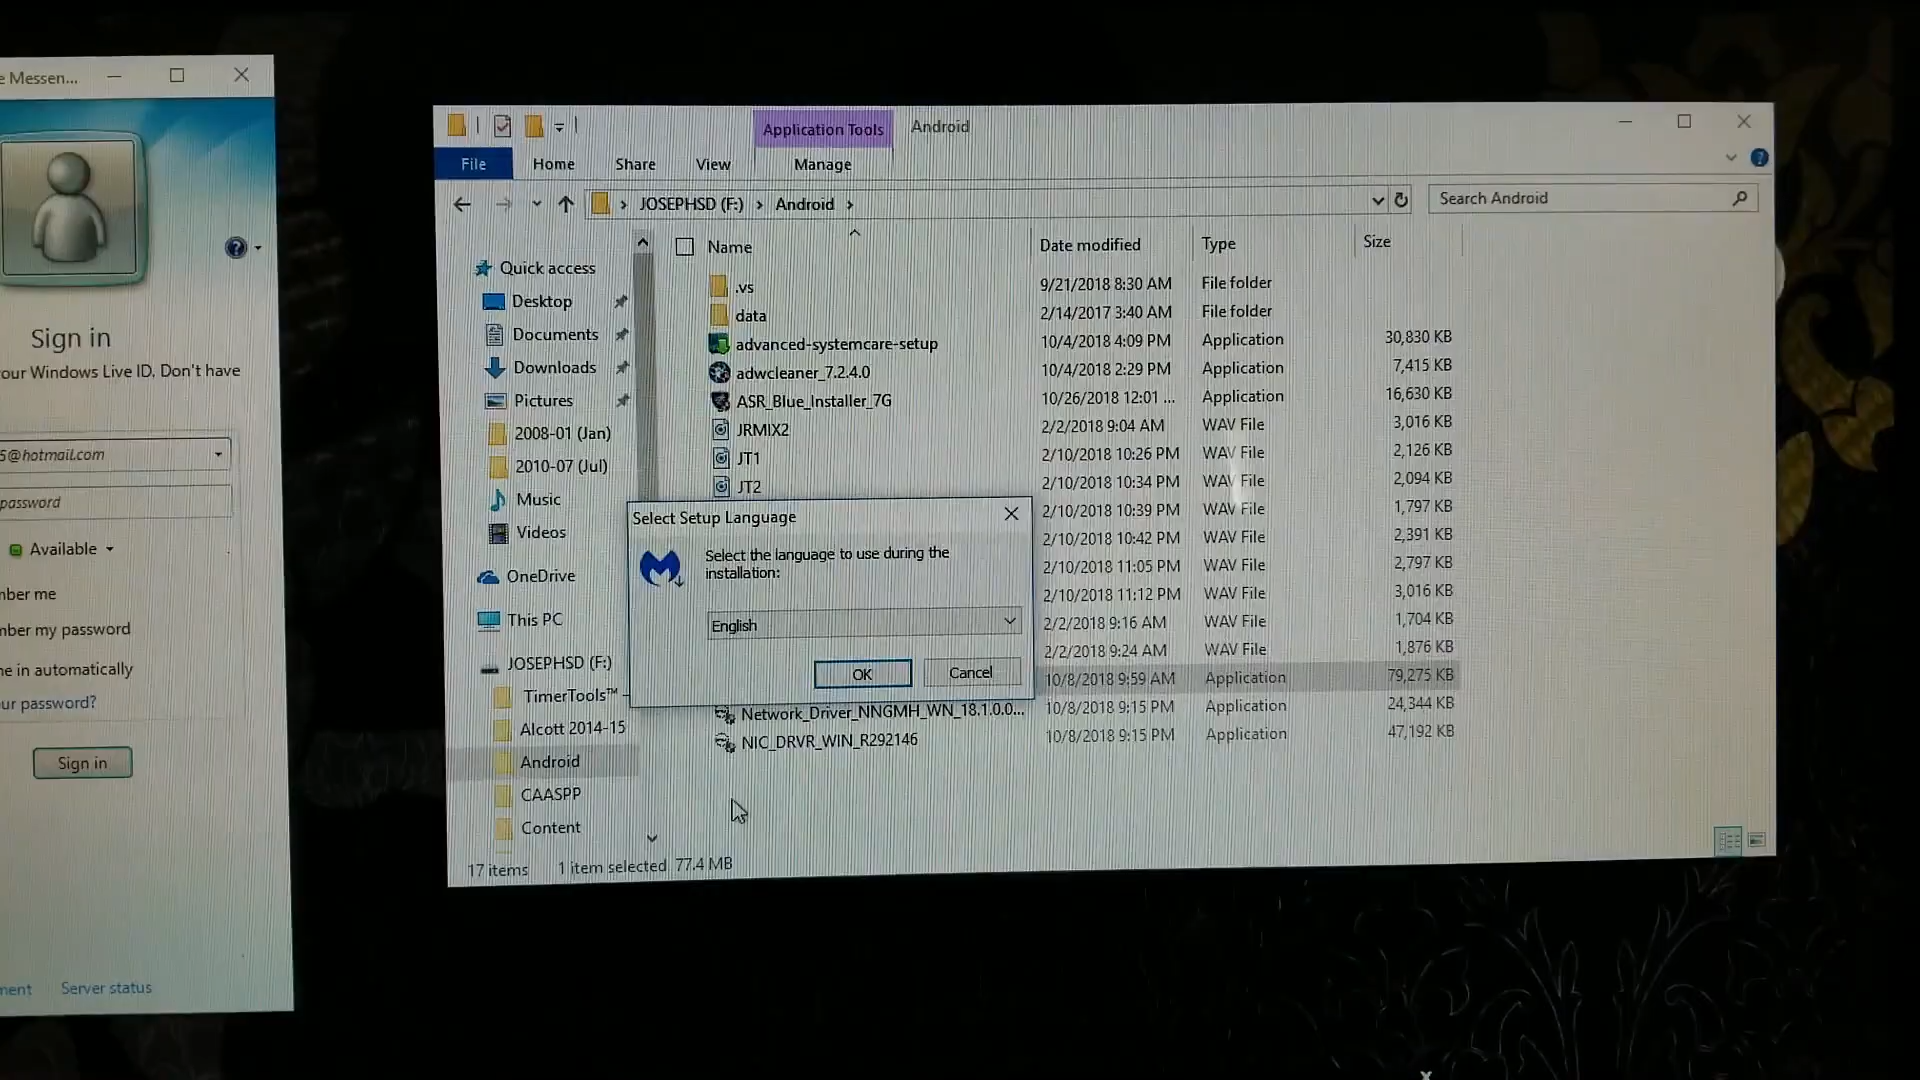 e Messen...
Sign in
our Windows Live ID. Don't have
5@hotmail.com
password
Available
mber me
mber my password
ne in automatically
ur password?
Sign in
ment
Server status
Application Tools
Android
File
Home
Share
View
Manage
JOSEPHSD (F:)
Android
Search Android
Quick access
Desktop
Documents
Downloads
Pictures
2008-01 (Jan)
2010-07 (Jul)
Music
Videos
OneDrive
This PC
JOSEPHSD (F:)
TimerTools™ -
Alcott 2014-15
Android
CAASPP
Content
Name Date modified Type Size
.vs 9/21/2018 8:30 AM File folder
data 2/14/2017 3:40 AM File folder
advanced-systemcare-setup 10/4/2018 4:09 PM Application 30,830 KB
adwcleaner_7.2.4.0 10/4/2018 2:29 PM Application 7,415 KB
ASR_Blue_Installer_7G 10/26/2018 12:01 ... Application 16,630 KB
JRMIX2 2/2/2018 9:04 AM WAV File 3,016 KB
JT1 2/10/2018 10:26 PM WAV File 2,126 KB
JT2 2/10/2018 10:34 PM WAV File 2,094 KB
2/10/2018 10:39 PM WAV File 1,797 KB
2/10/2018 10:42 PM WAV File 2,391 KB
2/10/2018 11:05 PM WAV File 2,797 KB
2/10/2018 11:12 PM WAV File 3,016 KB
2/2/2018 9:16 AM WAV File 1,704 KB
2/2/2018 9:24 AM WAV File 1,876 KB
10/8/2018 9:59 AM Application 79,275 KB
Network_Driver_NNGMH_WN_18.1.0.0... 10/8/2018 9:15 PM Application 24,344 KB
NIC_DRVR_WIN_R292146 10/8/2018 9:15 PM Application 47,192 KB
Select Setup Language
Select the language to use during the
installation:
English
OK
Cancel
17 items
1 item selected 77.4 MB